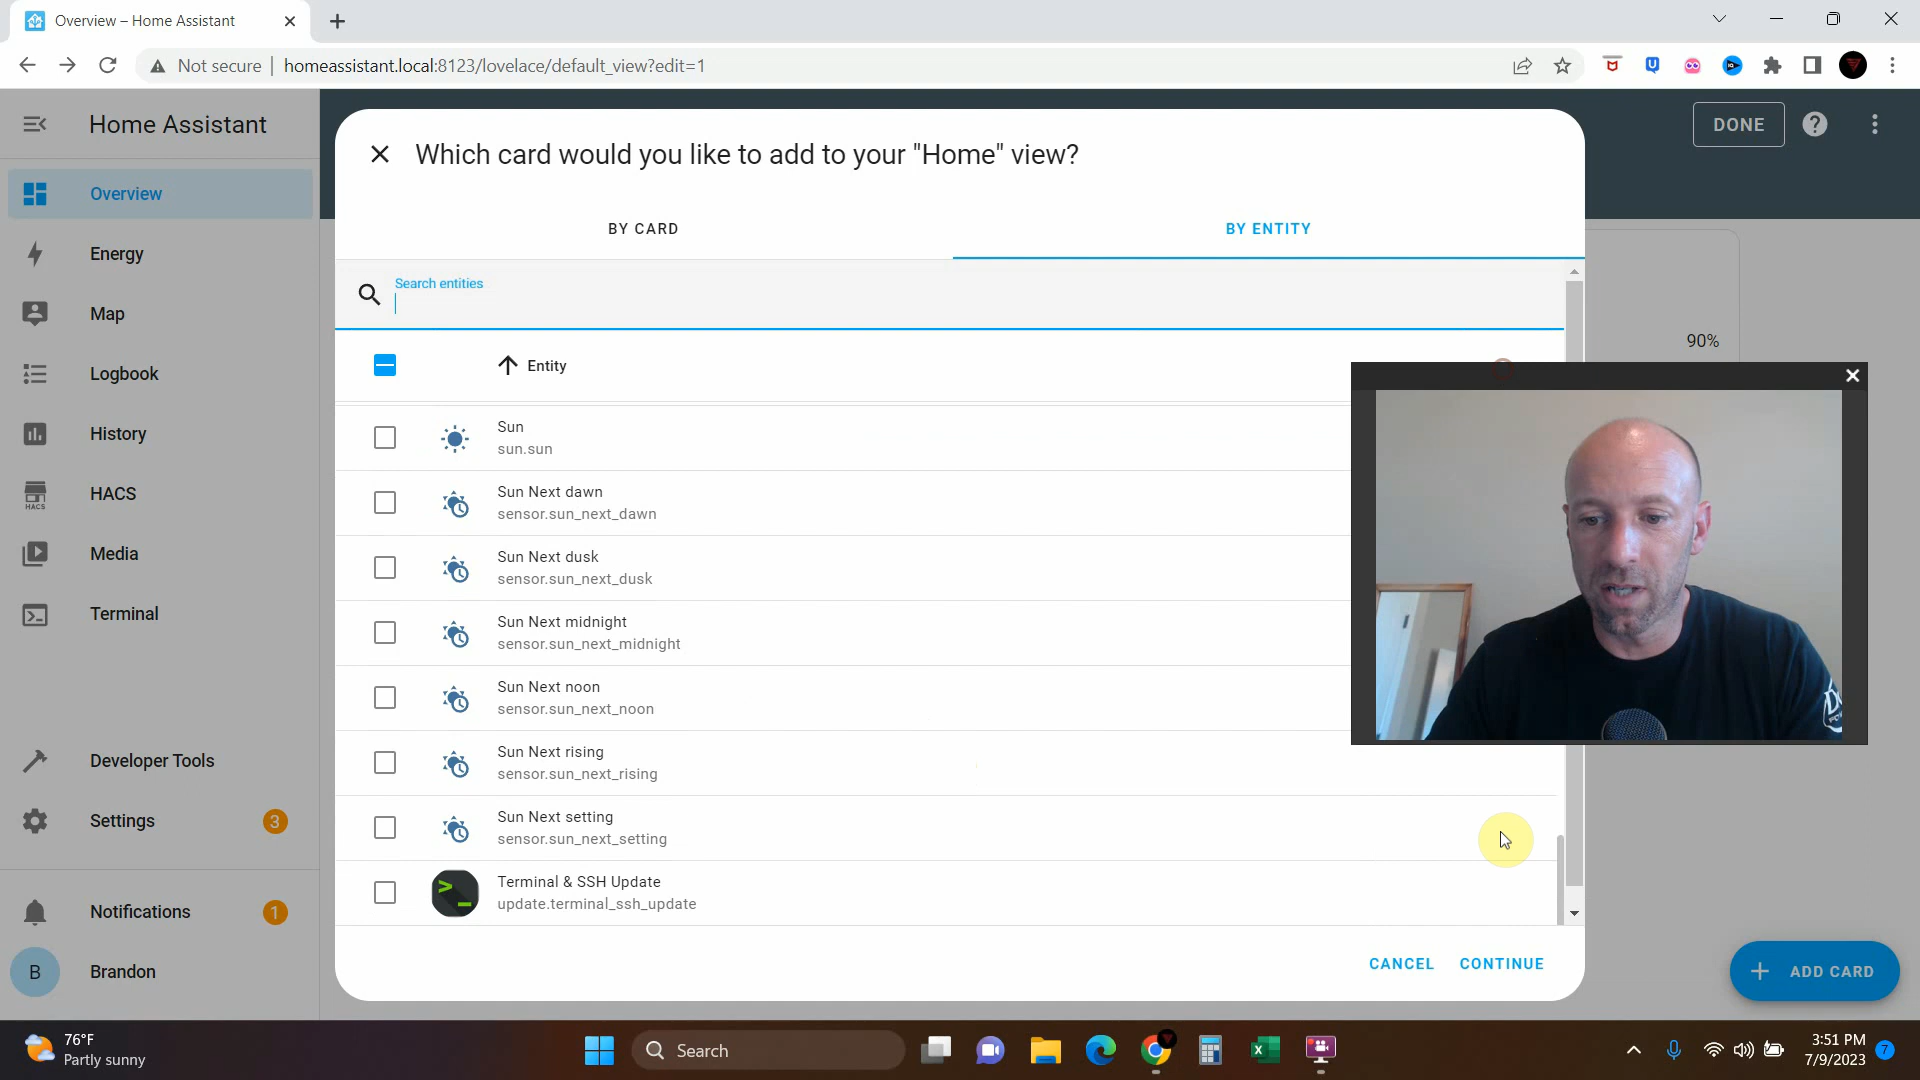 Overview – Home Assistant
Not secure
homeassistant.local:8123/lovelace/default_view?edit=1
Home Assistant
DONE
Which card would you like to add to your "Home" view?
BY CARD
BY ENTITY
Overview
Energy
Map
Logbook
History
HACS
HACS
Media
Terminal
Developer Tools
Settings
3
Notifications
1
B
Brandon
Search entities
Entity
90%
Sun
sun.sun
Sun Next dawn
sensor.sun_next_dawn
Sun Next dusk
sensor.sun_next_dusk
Sun Next midnight
sensor.sun_next_midnight
Sun Next noon
sensor.sun_next_noon
Sun Next rising
sensor.sun_next_rising
Sun Next setting
sensor.sun_next_setting
Terminal & SSH Update
update.terminal_ssh_update
CANCEL
CONTINUE
ADD CARD
76°F
Partly sunny
Search
3:51 PM
7/9/2023
7